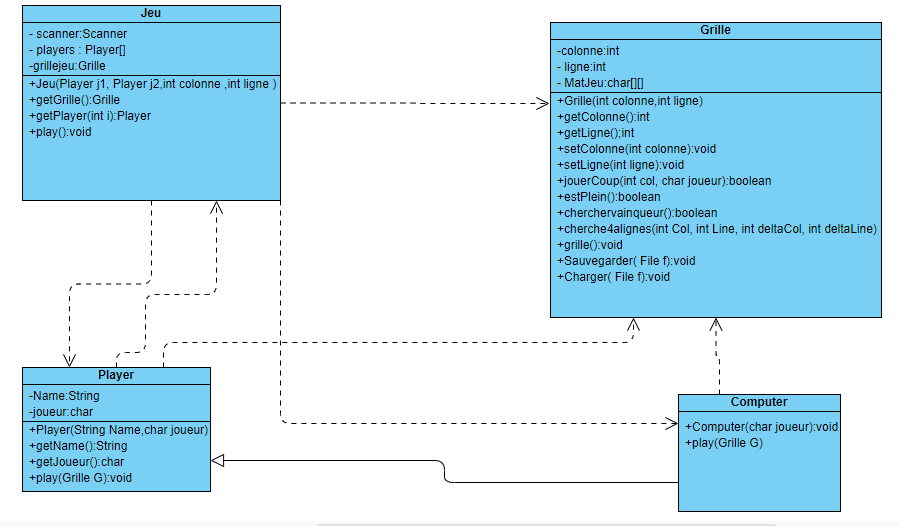 Jeu
- scanner:Scanner
- players : Player[]
-grillejeu:Grille
+Jeu(Player j1, Player j2,int colonne ,int ligne )
+getGrille():Grille
+getPlayer(int i):Player
+play():void
Grille
-colonne:int
- ligne:int
- MatJeu:char[][]
+Grille(int colonne,int ligne)
+getColonne():int
+getLigne();int
+setColonne(int colonne):void
+setLigne(int ligne):void
+jouerCoup(int col, char joueur):boolean
+estPlein():boolean
+cherchervainqueur():boolean
+cherche4alignes(int Col, int Line, int deltaCol, int deltaLine)
+grille():void
+Sauvegarder( File f):void
+Charger( File f):void
Player
-Name:String
-joueur:char
+Player(String Name,char joueur)
+getName():String
+getJoueur():char
+play(Grille G):void
Computer
+Computer(char joueur):void
+play(Grille G)